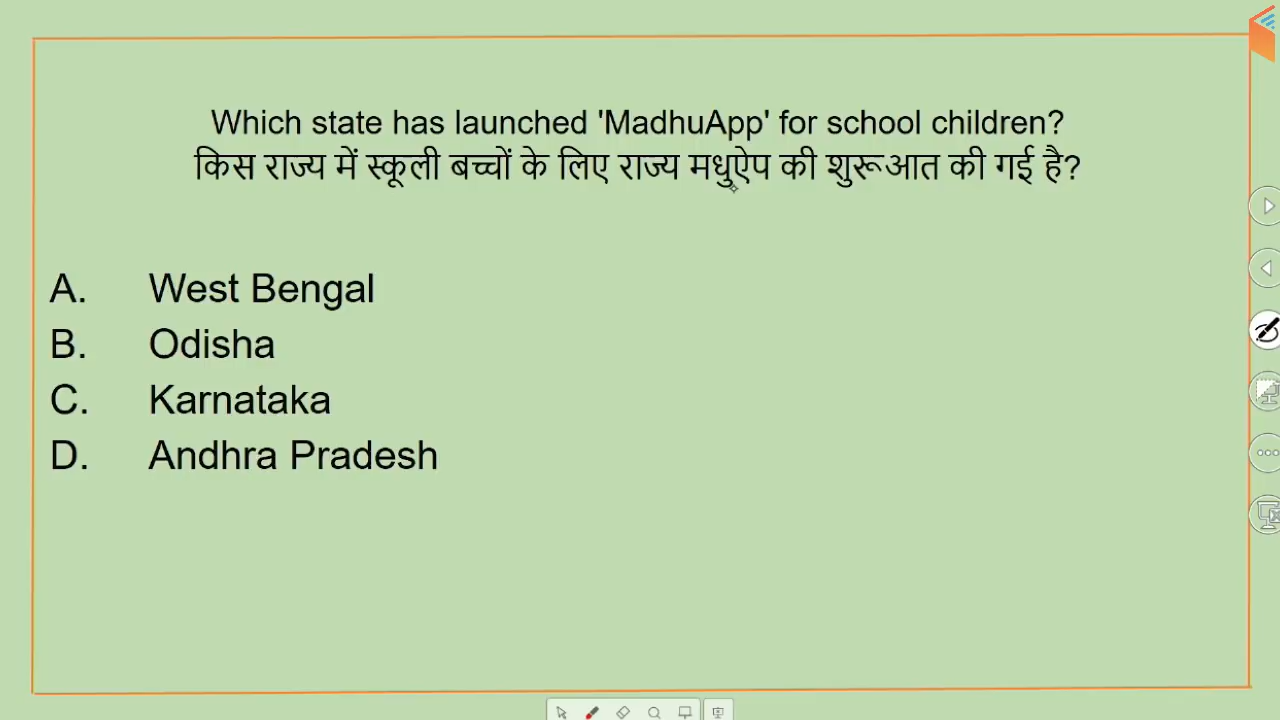 Which state has launched 'MadhuApp' for school children?
किस राज्य में स्कूली बच्चों के लिए राज्य मधुऐप की शुरूआत की गई है?
A. West Bengal
B. Odisha
C. Karnataka
D. Andhra Pradesh